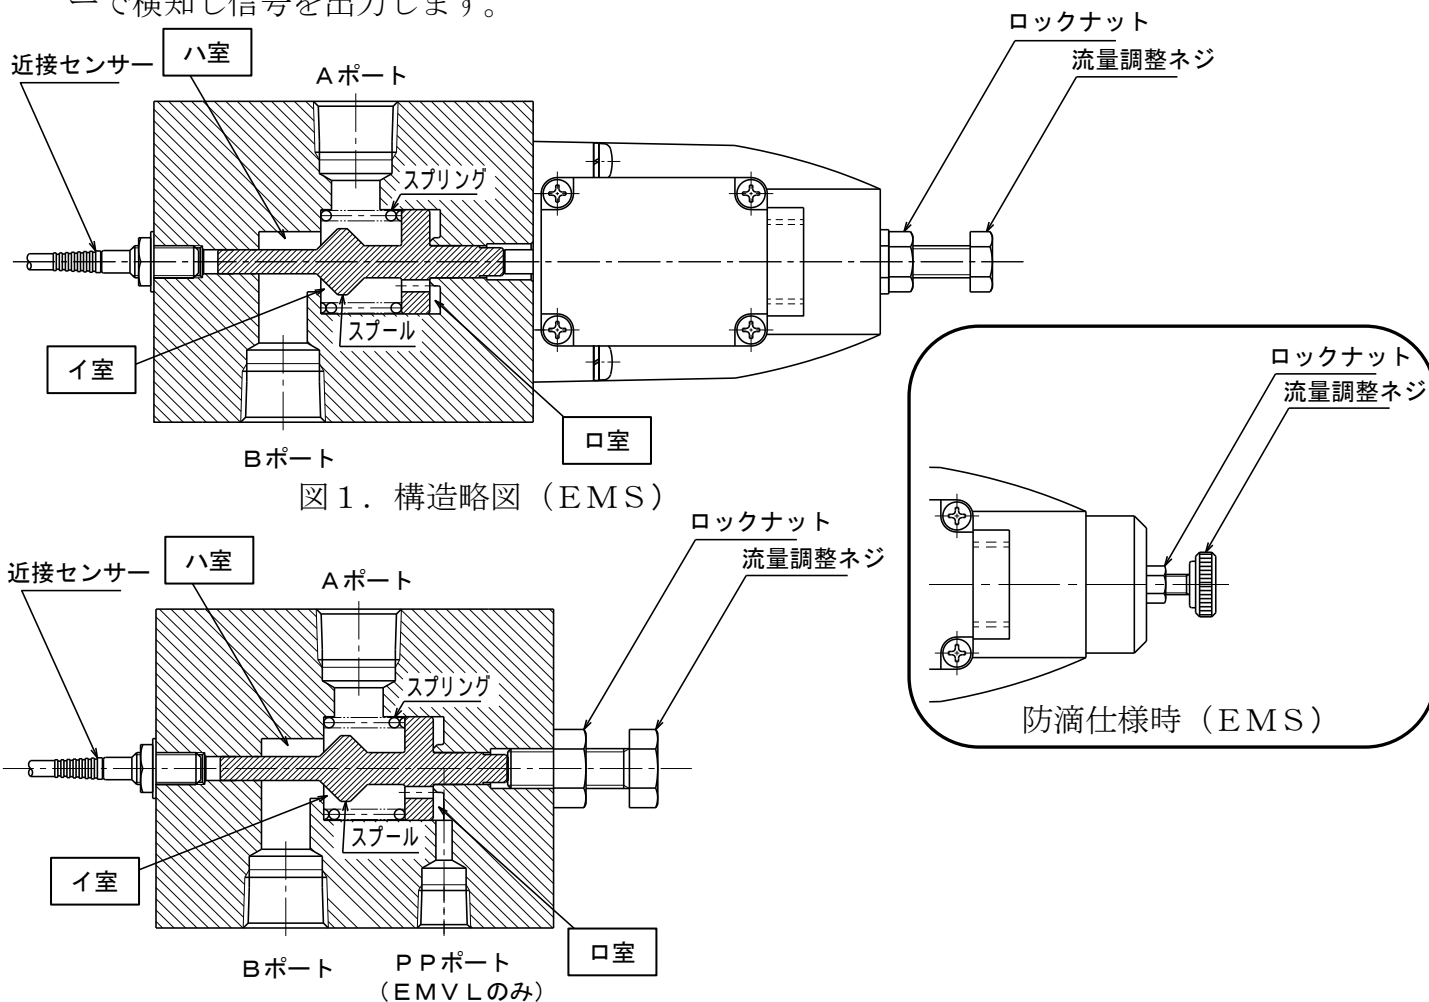 ーで検知し信号を出力します。
ロックナット
流量調整ネジ
近接センサー
ハ室
Aポート
スプリング
スプール
イ室
ロ室
Bポート
図1．構造略図（EMS）
ロックナット
流量調整ネジ
防滴仕様時（EMS）
ロックナット
流量調整ネジ
近接センサー
ハ室
Aポート
スプリング
スプール
イ室
ロ室
Bポート
PPポート
（EMVLのみ）